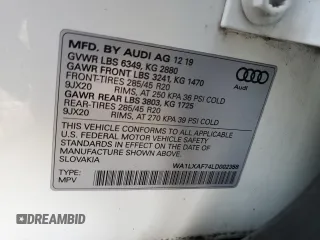 MFD. BY AUDI AG 12 19
GVWR LBS 6349, KG 2880
GAWR FRONT LBS 3241, KG 1470
FRONT-TIRES 285/45 R20
9JX20 RIMS, AT 250 KPA 36 PSI COLD
GAWR REAR LBS 3803, KG 1725
REAR-TIRES 285/45 R20
9JX20 RIMS, AT 270 KPA 39 PSI COLD
Audi
THIS VEHICLE CONFORMS TO ALL APPLICABLE
U.S. FEDERAL MOTOR VEHICLE SAFETY
STANDARDS IN EFFECT ON THE DATE OF
MANUFACTURE SHOWN ABOVE.
SLOVAKIA
WA1LXAF74LD002398
TYPE:
MPV
DEALERSHIP